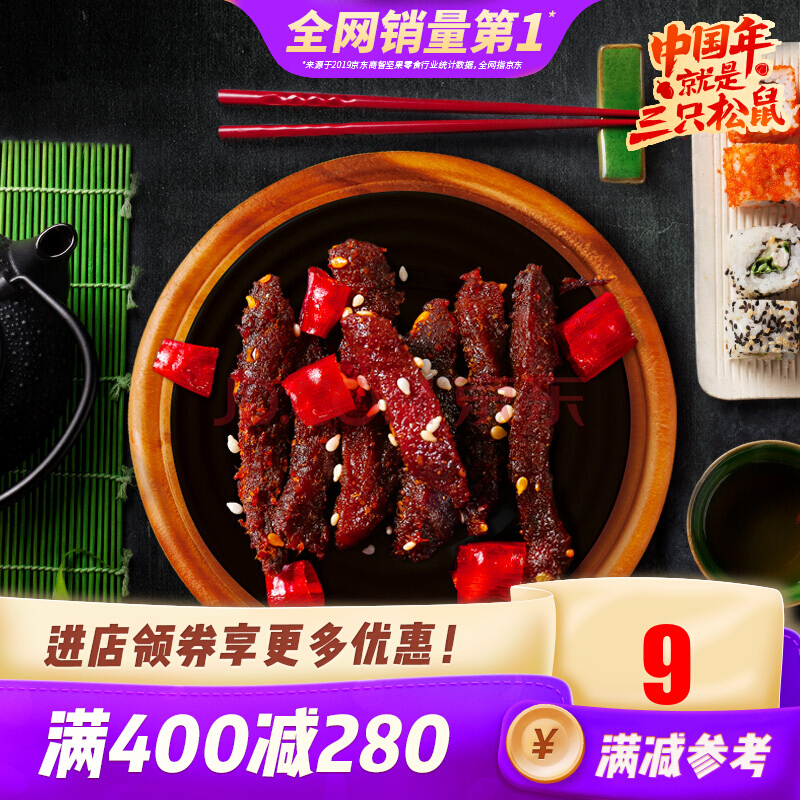 全网销量第1*
*来源于2019京东商智坚果零食行业统计数据,全网指京东
中国年
就是
三只松鼠
进店领券享更多优惠!
9
满400减280
¥
满减参考